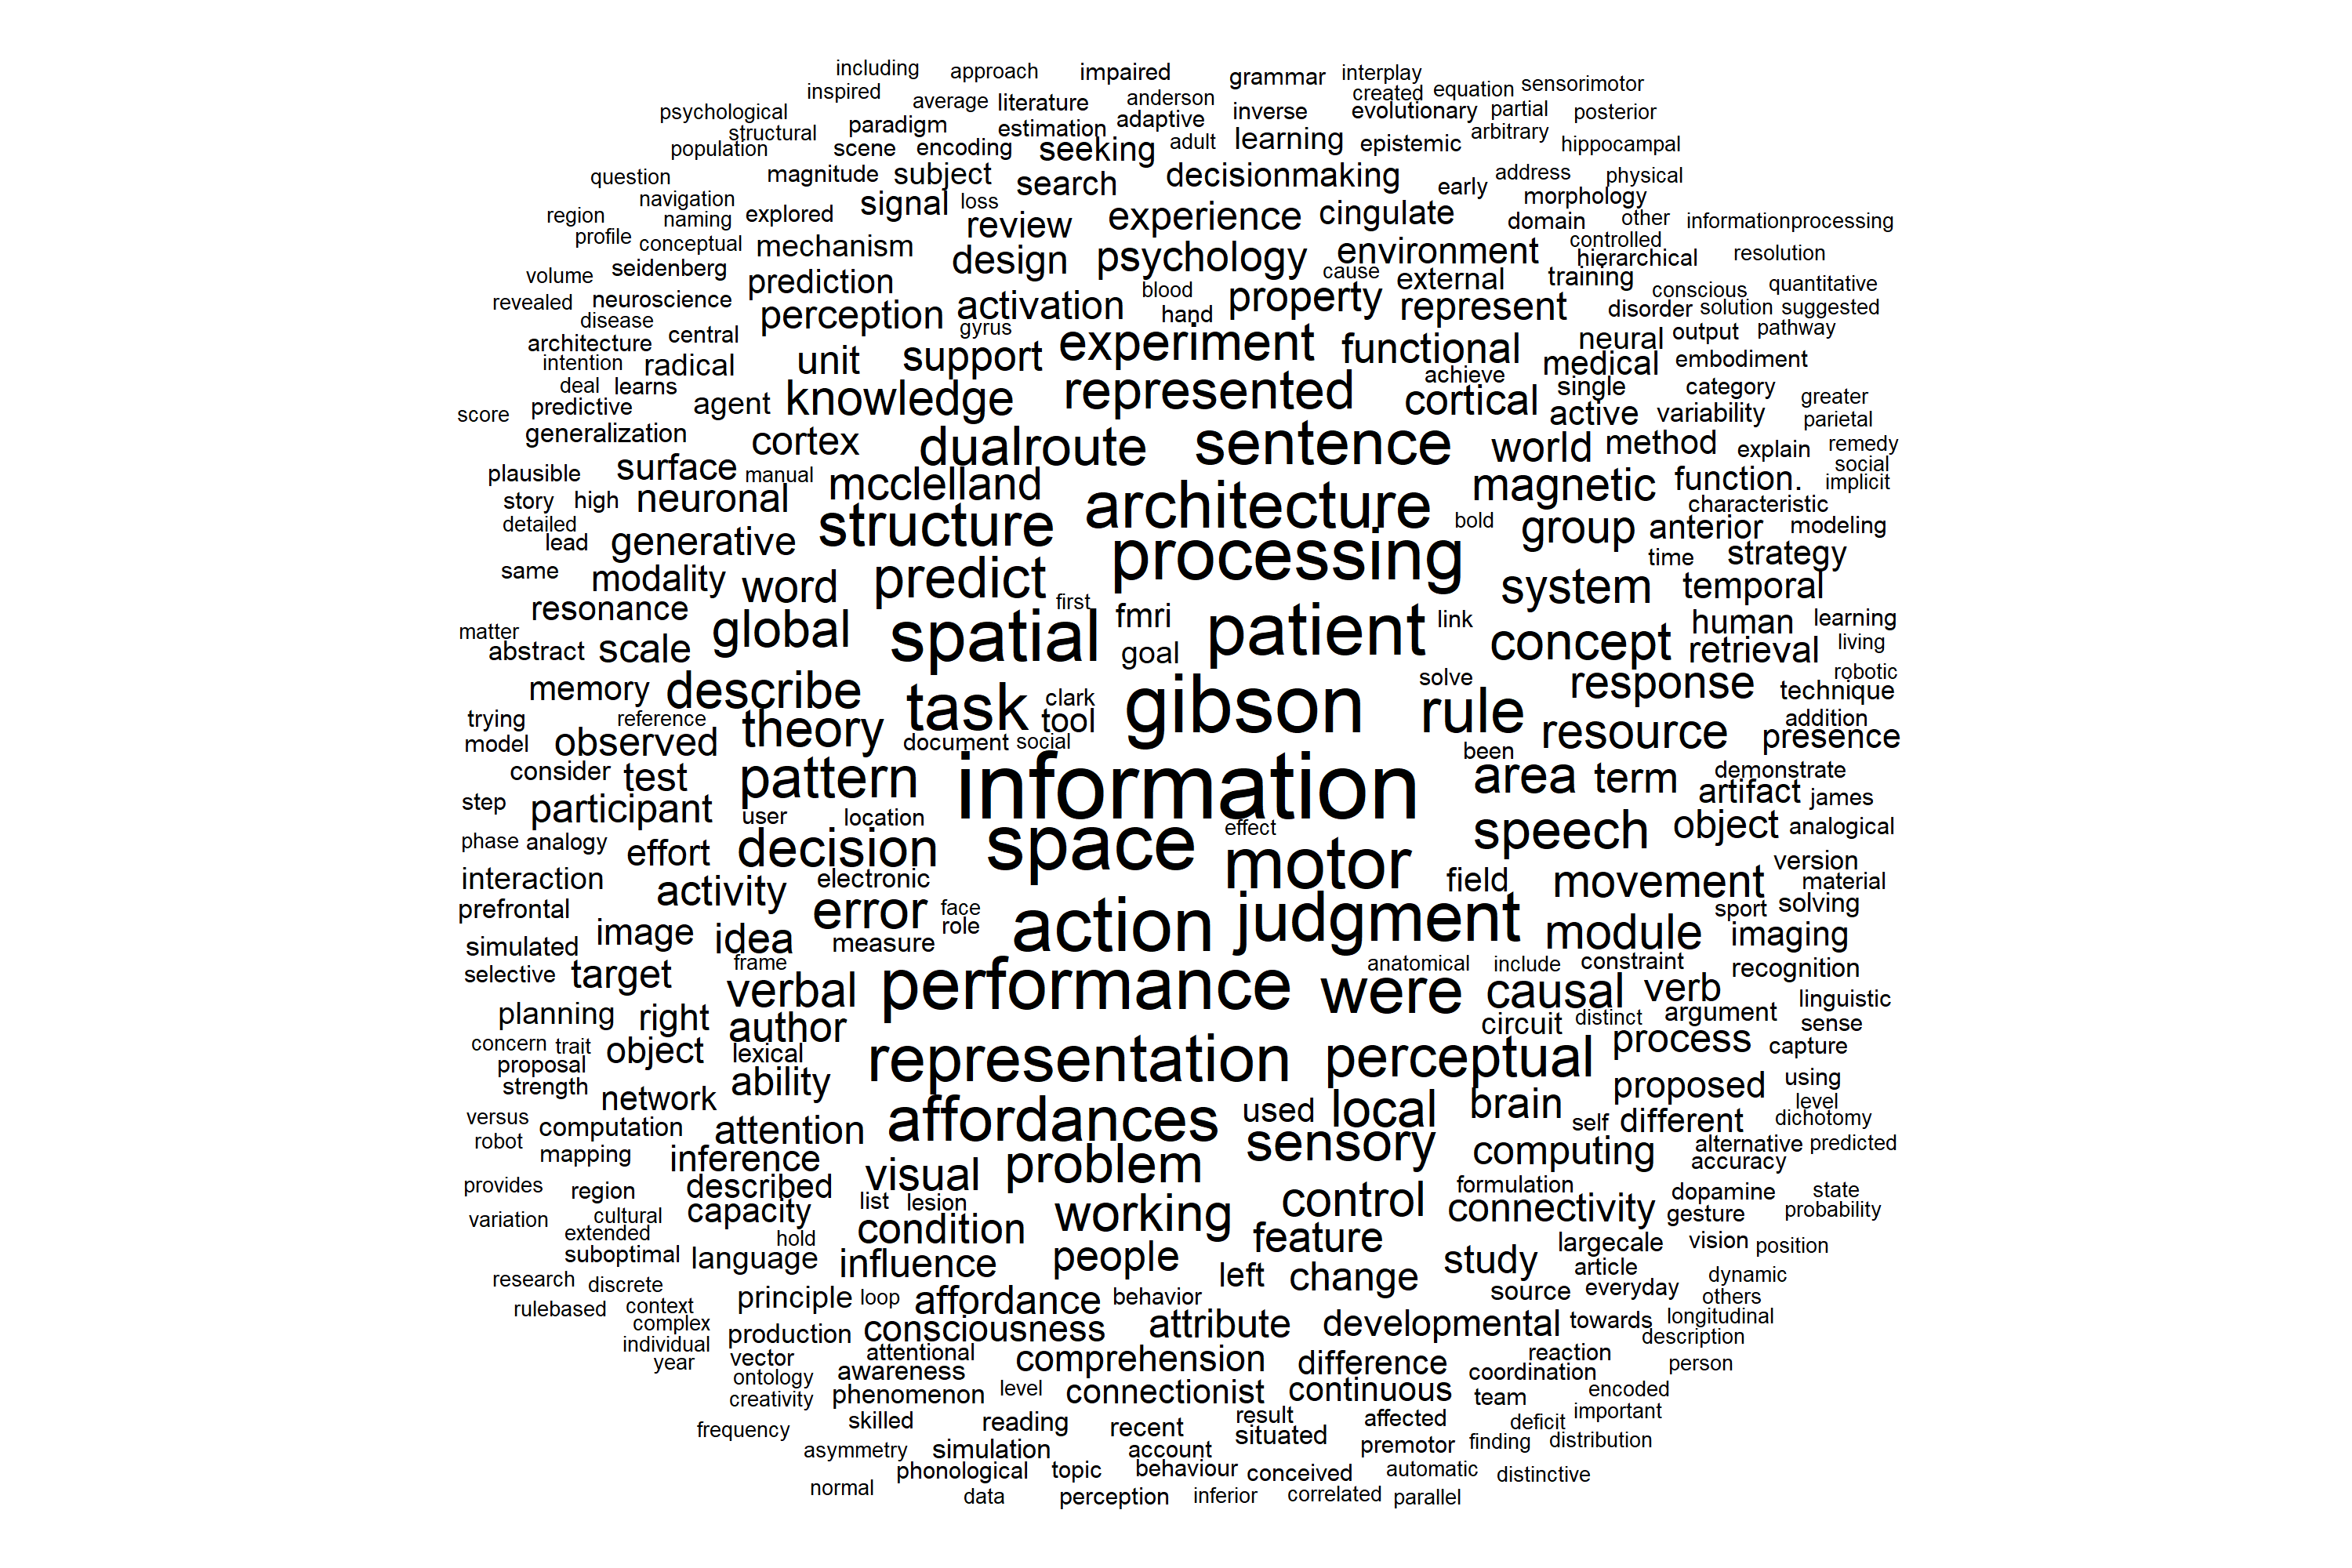 including approach impaired grammar interplay sensorimotor
inspired average literature anderson created equation
psychological inverse evolutionary partial posterior
structural paradigm estimation adaptive arbitrary
population scene encoding seeking adult learning epistemic hippocampal
question magnitude subject search decisionmaking early address physical
navigation signal loss morphology
region naming explored review experience cingulate domain other informationprocessing
profile conceptual mechanism design psychology environment controlled
volume seidenberg prediction cause external hierarchical training resolution
revealed neuroscience activation blood property represent conscious quantitative
disease perception hand disorder solution suggested
architecture central gyrus experiment functional neural output pathway
intention radical unit support medical embodiment
deal learns knowledge represented achieve single category
score predictive agent cortical active variability greater
generalization cortex dualroute sentence world method explain parietal
remedy
plausible surface manual mcclelland magnetic function. social
story high neuronal architecture characteristic implicit
detailed structure bold group anterior modeling
lead generative processing time strategy
same modality word predict system temporal
resonance first fmri patient link human learning
matter global spatial concept living
abstract scale goal retrieval robotic
memory describe task clark gibson solve rule response technique
trying reference theory tool resource addition
model observed document social presence
consider test pattern information been area term demonstrate
step participant artifact james
user location space effect speech object analogical
phase analogy effort decision motor version
interaction activity electronic field movement material
prefrontal error face action judgment sport solving
simulated image idea measure role module imaging
selective target frame performance anatomical include constraint recognition
planning right verbal were causal verb linguistic
author circuit distinct argument sense
concern trait object lexical representation perceptual process capture
proposal
strength network ability proposed using
versus affordances used local brain level
robot computation attention self different dichotomy
mapping inference sensory computing alternative predicted
provides region described visual problem accuracy
variation cultural capacity list lesion working control formulation dopamine state
extended condition connectivity gesture probability
suboptimal language hold influence people feature largecale vision position
research discrete left change study article dynamic
rulebased context principle loop affordance behavior source everyday others
complex production consciousness attribute developmental towards longitudinal
individual description
year vector attentional comprehension difference reaction person
ontology awareness coordination
creativity phenomenon level connectionist continuous team encoded
frequency skilled reading recent result affected deficit important
asymmetry simulation account situated premotor finding distribution
phonological topic behaviour conceived automatic distinctive
normal data perception inferior correlated parallel